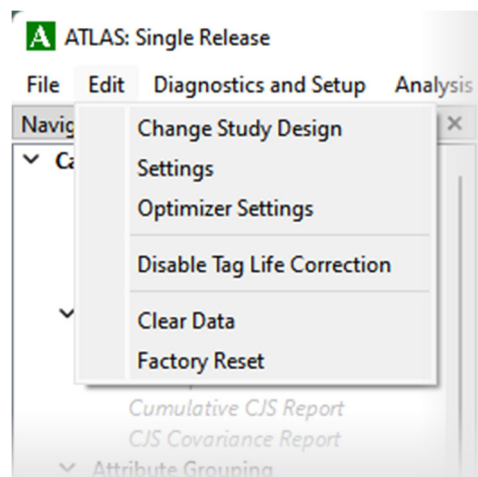 A ATLAS: Single Release
File Edit Diagnostics and Setup Analysis
Navig
Change Study Design
Ca
Settings
Optimizer Settings
Disable Tag Life Correction
Clear Data
Factory Reset
Cumulative CJS Report
CJS Covariance Report
Attribute Grouping